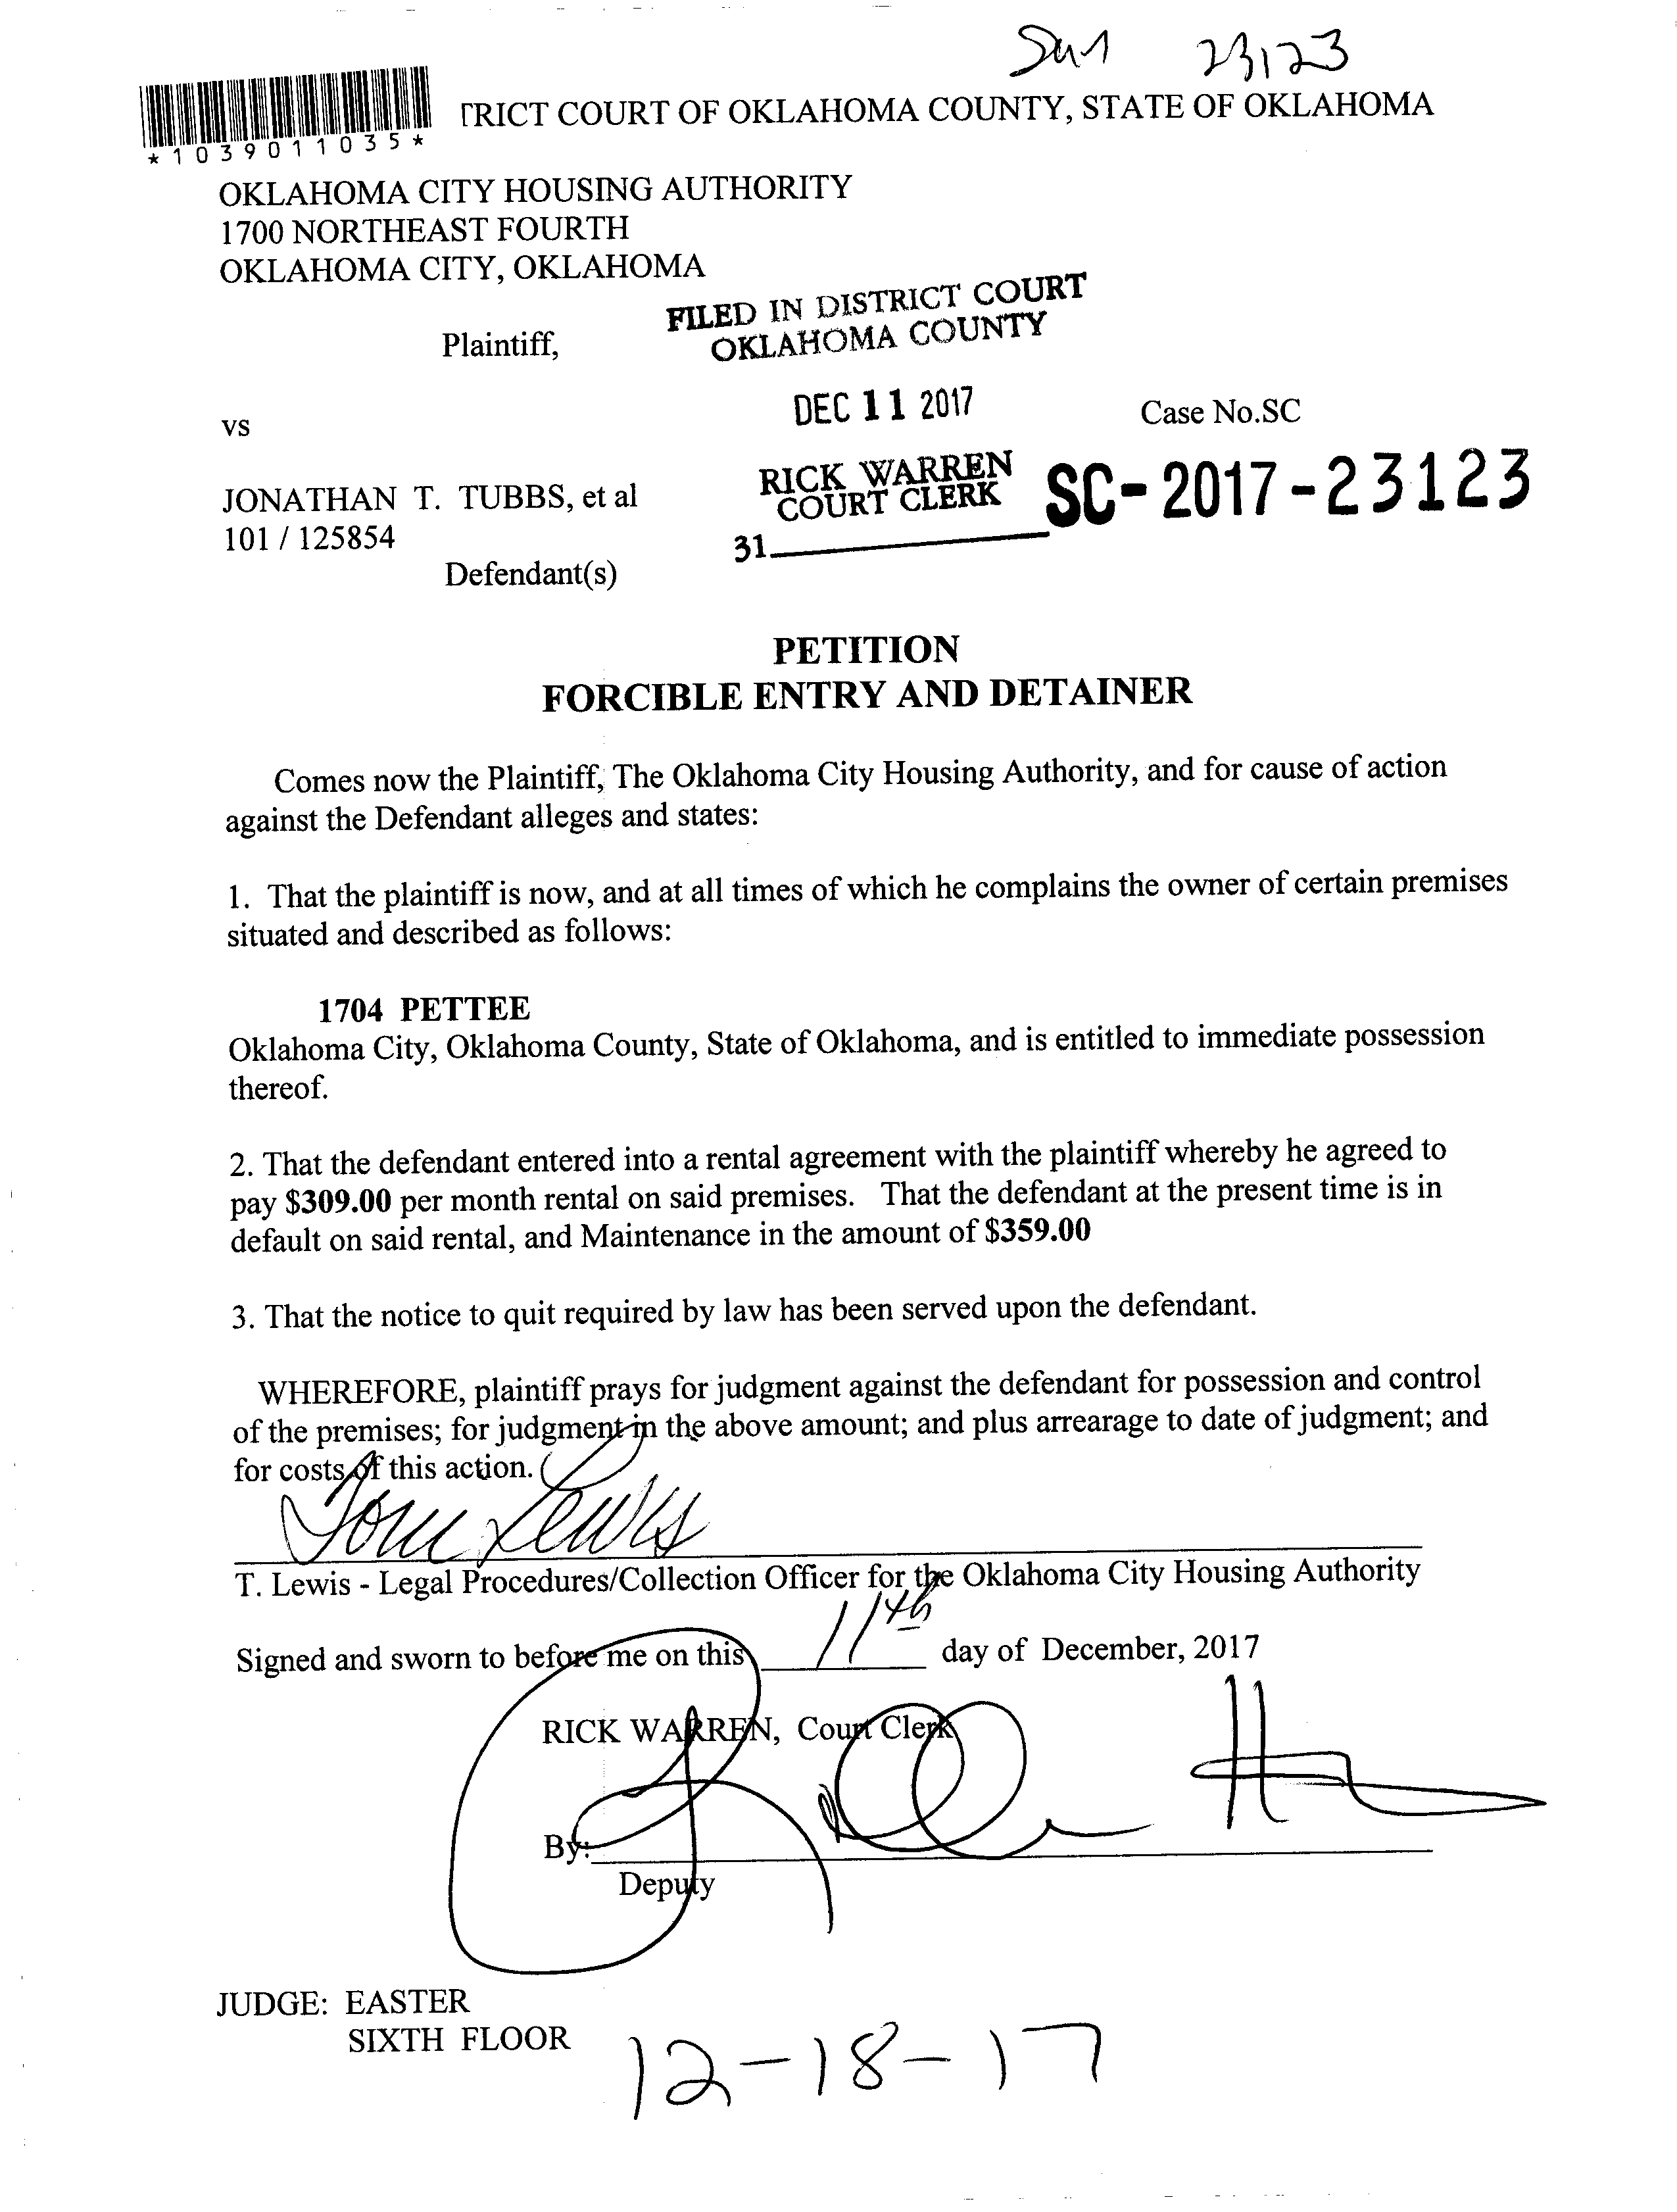 23123
TRICT COURT OF OKLAHOMA COUNTY, STATE OF OKLAHOMA
*1039011035*
OKLAHOMA CITY HOUSING AUTHORITY
1700 NORTHEAST FOURTH
OKLAHOMA CITY, OKLAHOMA
Plaintiff,
FILED IN DISTRICT COURT
OKLAHOMA COUNTY
DEC 11 2017
Case No.SC
vs
RICK WARREN
COURT CLERK
SC-2017-23123
JONATHAN T. TUBBS, et al
101 / 125854
31
Defendant(s)
PETITION
FORCIBLE ENTRY AND DETAINER
Comes now the Plaintiff, The Oklahoma City Housing Authority, and for cause of action
against the Defendant alleges and states:
1. That the plaintiff is now, and at all times of which he complains the owner of certain premises
situated and described as follows:
1704 PETTEE
Oklahoma City, Oklahoma County, State of Oklahoma, and is entitled to immediate possession
thereof.
2. That the defendant entered into a rental agreement with the plaintiff whereby he agreed to
pay $309.00 per month rental on said premises. That the defendant at the present time is in
default on said rental, and Maintenance in the amount of $359.00
3. That the notice to quit required by law has been served upon the defendant.
WHEREFORE, plaintiff prays for judgment against the defendant for possession and control
of the premises; for judgment in the above amount; and plus arrearage to date of judgment; and
for costs of this action.
Tom Lewis
T. Lewis - Legal Procedures/Collection Officer for the Oklahoma City Housing Authority
Signed and sworn to before me on this 11th day of December, 2017
RICK WARREN, Court Clerk
By:
Deputy
JUDGE: EASTER
SIXTH FLOOR
12-18-17